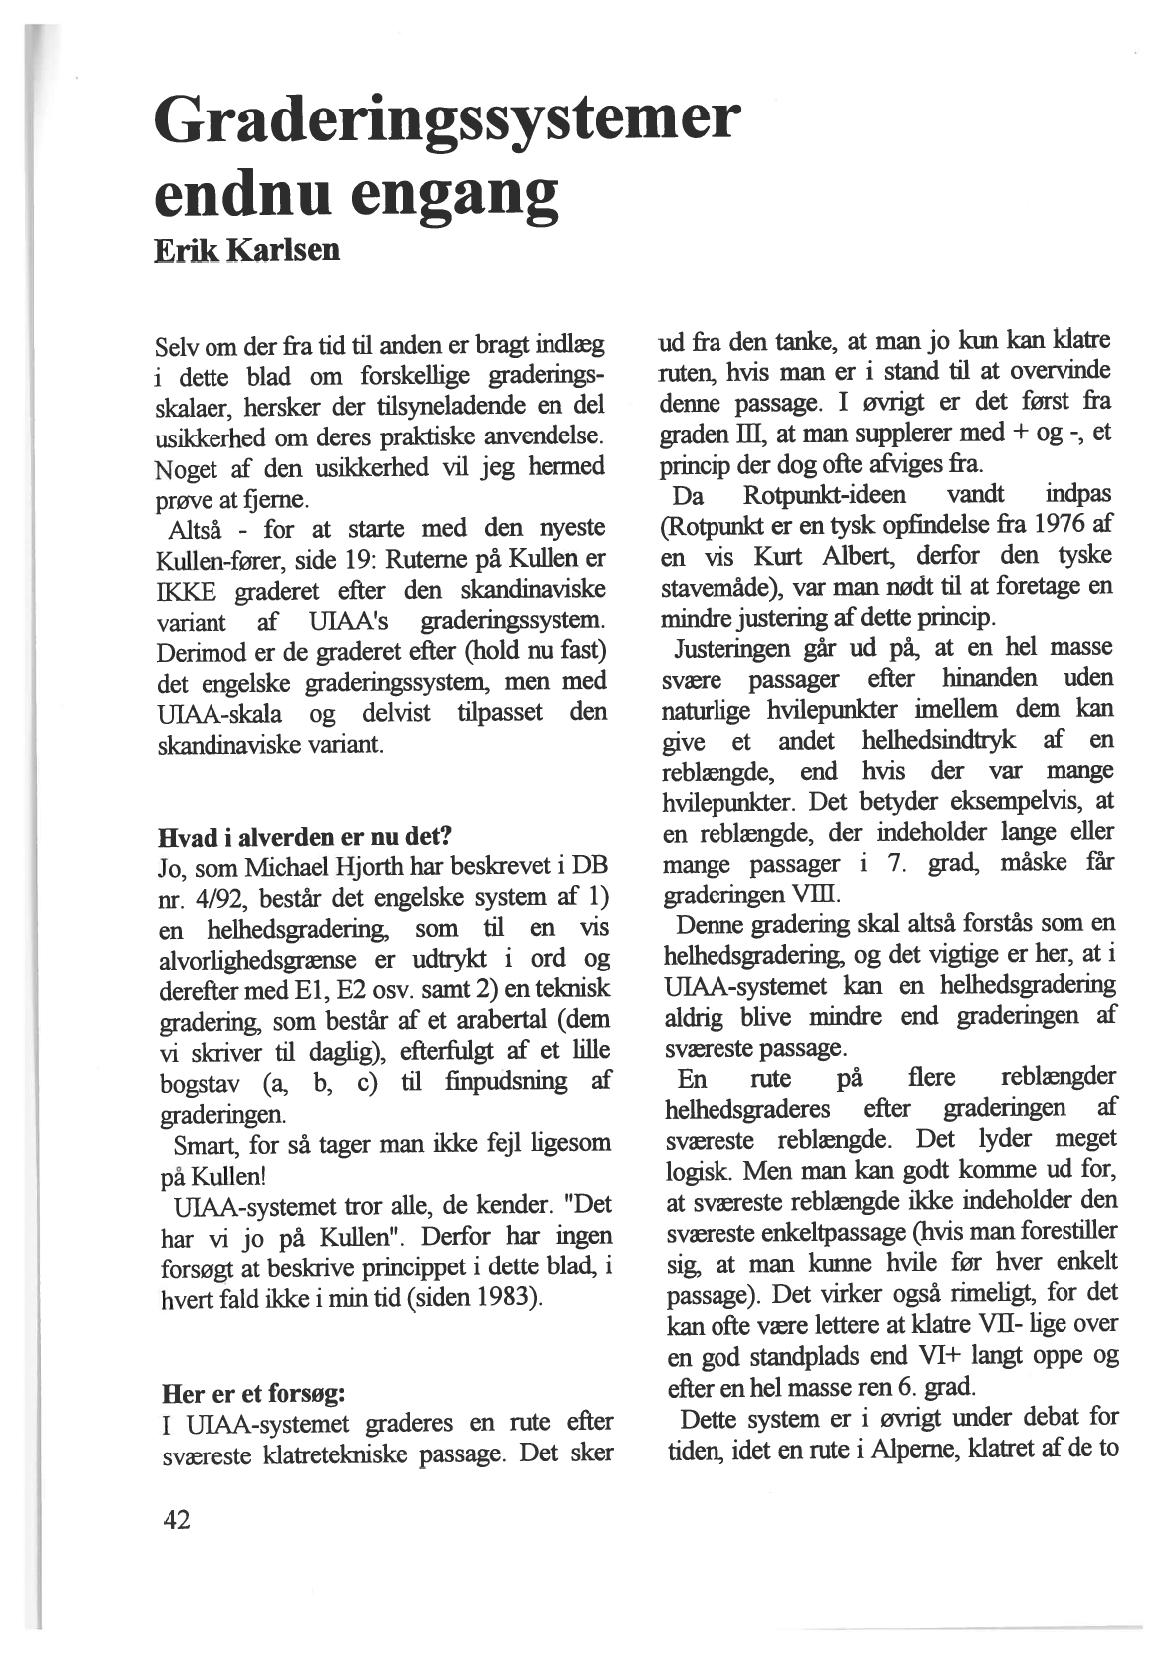 Graderingssystemer
endnu engang
Erik Karlsen
Selv om der fra tid til anden er bragt indlæg
i dette blad om forskellige graderings-
skalaer, hersker der tilsyneladende en del
usikkerhed om deres praktiske anvendelse.
Noget af den usikkerhed vil jeg hermed
prøve at fjerne.
Altså - for at starte med den nyeste
Kullen-fører, side 19: Ruterne på Kullen er
IKKE graderet efter den skandinaviske
variant af UIAA's graderingssystem.
Derimod er de graderet efter (hold nu fast)
det engelske graderingssystem, men med
UIAA-skala og delvist tilpasset den
skandinaviske variant.
Hvad i alverden er nu det?
Jo, som Michael Hjorth har beskrevet i DB
nr. 4/92, består det engelske system af 1)
en helhedsgradering, som til en vis
alvorlighedsgrænse er udtrykt i ord og
derefter med E1, E2 osv. samt 2) en teknisk
gradering, som består af et arabertal (dem
vi skriver til daglig), efterfulgt af et lille
bogstav (a, b, c) til finpudsning af
graderingen.
Smart, for så tager man ikke fejl ligesom
på Kullen!
UIAA-systemet tror alle, de kender. "Det
har vi jo på Kullen". Derfor har ingen
forsøgt at beskrive princippet i dette blad, i
hvert fald ikke i min tid (siden 1983).
Her er et forsøg:
I UIAA-systemet graderes en rute efter
sværeste klatretekniske passage. Det sker
ud fra den tanke, at man jo kun kan klatre
ruten, hvis man er i stand til at overvinde
denne passage. I øvrigt er det først fra
graden III, at man supplerer med + og -, et
princip der dog ofte afviges fra.
Da Rotpunkt-ideen vandt indpas
(Rotpunkt er en tysk opfindelse fra 1976 af
en vis Kurt Albert, derfor den tyske
stavemåde), var man nødt til at foretage en
mindre justering af dette princip.
Justeringen går ud på, at en hel masse
svære passager efter hinanden uden
naturlige hvilepunkter imellem dem kan
give et andet helhedsindtryk af en
reblængde, end hvis der var mange
hvilepunkter. Det betyder eksempelvis, at
en reblængde, der indeholder lange eller
mange passager i 7. grad, måske får
graderingen VIII.
Denne gradering skal altså forstås som en
helhedsgradering, og det vigtige er her, at i
UIAA-systemet kan en helhedsgradering
aldrig blive mindre end graderingen af
sværeste passage.
En rute på flere reblængder
helhedsgraderes efter graderingen af
sværeste reblængde. Det lyder meget
logisk. Men man kan godt komme ud for,
at sværeste reblængde ikke indeholder den
sværeste enkeltpassage (hvis man forestiller
sig, at man kunne hvile før hver enkelt
passage). Det virker også rimeligt, for det
kan ofte være lettere at klatre VII- lige over
en god standplads end VI+ langt oppe og
efter en hel masse ren 6. grad.
Dette system er i øvrigt under debat for
tiden, idet en rute i Alperne, klatret af de to
42